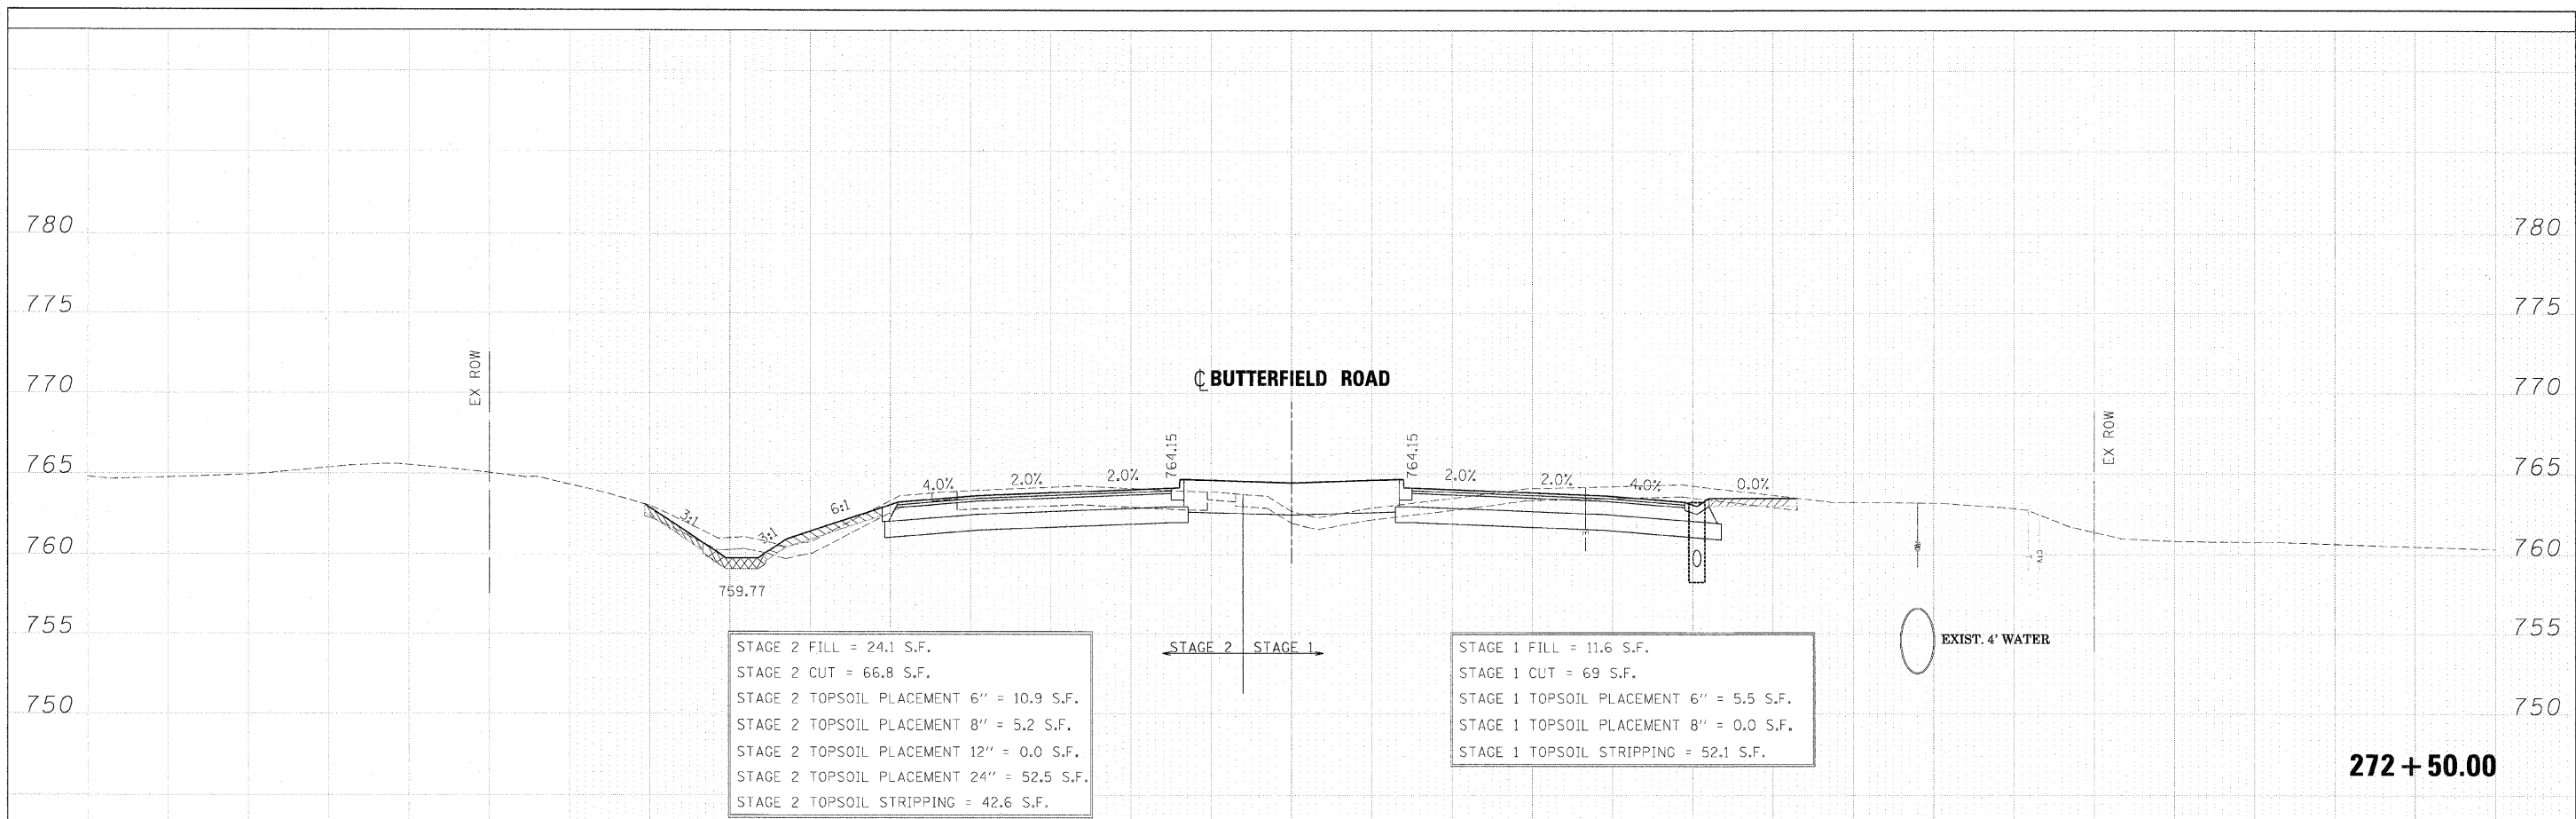 780 780
775 775
EX ROW
770 770
℄ BUTTERFIELD ROAD
EX ROW
765 765
764.15 764.15
4.0% 2.0% 2.0% 2.0% 2.0% 4.0% 0.0%
3:1 3:1 6:1
760 760
759.77
755 755
EXIST. 4' WATER
STAGE 2 STAGE 1
STAGE 2 FILL = 24.1 S.F.
STAGE 2 CUT = 66.8 S.F.
STAGE 2 TOPSOIL PLACEMENT 6" = 10.9 S.F.
STAGE 2 TOPSOIL PLACEMENT 8" = 5.2 S.F.
STAGE 2 TOPSOIL PLACEMENT 12" = 0.0 S.F.
STAGE 2 TOPSOIL PLACEMENT 24" = 52.5 S.F.
STAGE 2 TOPSOIL STRIPPING = 42.6 S.F.
STAGE 1 FILL = 11.6 S.F.
STAGE 1 CUT = 69 S.F.
STAGE 1 TOPSOIL PLACEMENT 6" = 5.5 S.F.
STAGE 1 TOPSOIL PLACEMENT 8" = 0.0 S.F.
STAGE 1 TOPSOIL STRIPPING = 52.1 S.F.
750 750
272+50.00